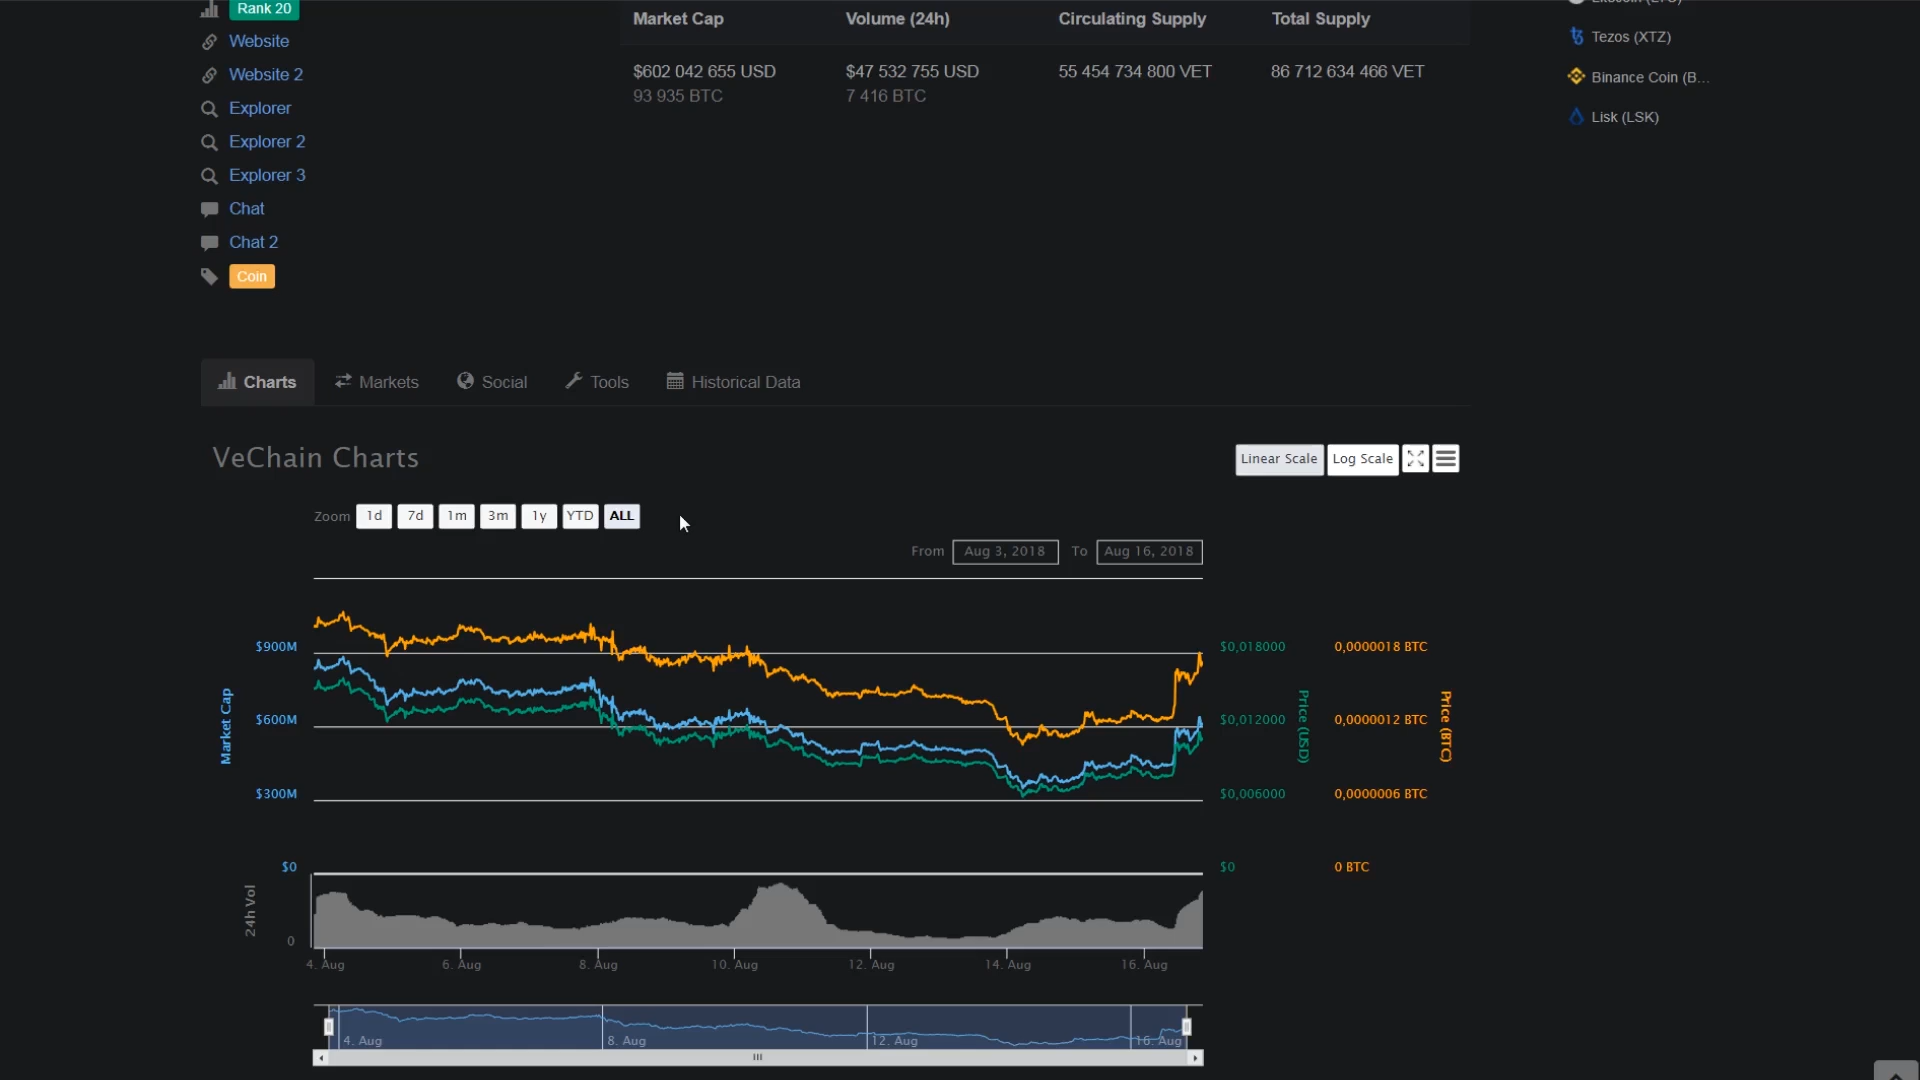 Rank 20
Website
Website 2
Explorer
Explorer 2
Explorer 3
Chat
Chat 2
Coin
Market Cap Volume (24h) Circulating Supply Total Supply
$602 042 655 USD $47 532 755 USD 55 454 734 800 VET 86 712 634 466 VET
93 935 BTC 7 416 BTC
Tezos (XTZ)
Binance Coin (B...
Lisk (LSK)
Charts Markets Social Tools Historical Data
VeChain Charts
Linear Scale Log Scale
Zoom 1d 7d 1m 3m 1y YTD ALL
From Aug 3, 2018 To Aug 16, 2018
$900M $0,018000 0,0000018 BTC
$600M $0,012000 0,0000012 BTC
$300M $0,006000 0,0000006 BTC
$0 $0 0 BTC
Market Cap
Price (USD)
Price (BTC)
24h Vol
0
4. Aug 6. Aug 8. Aug 10. Aug 12. Aug 14. Aug 16. Aug
4. Aug 8. Aug 12. Aug 16. Aug